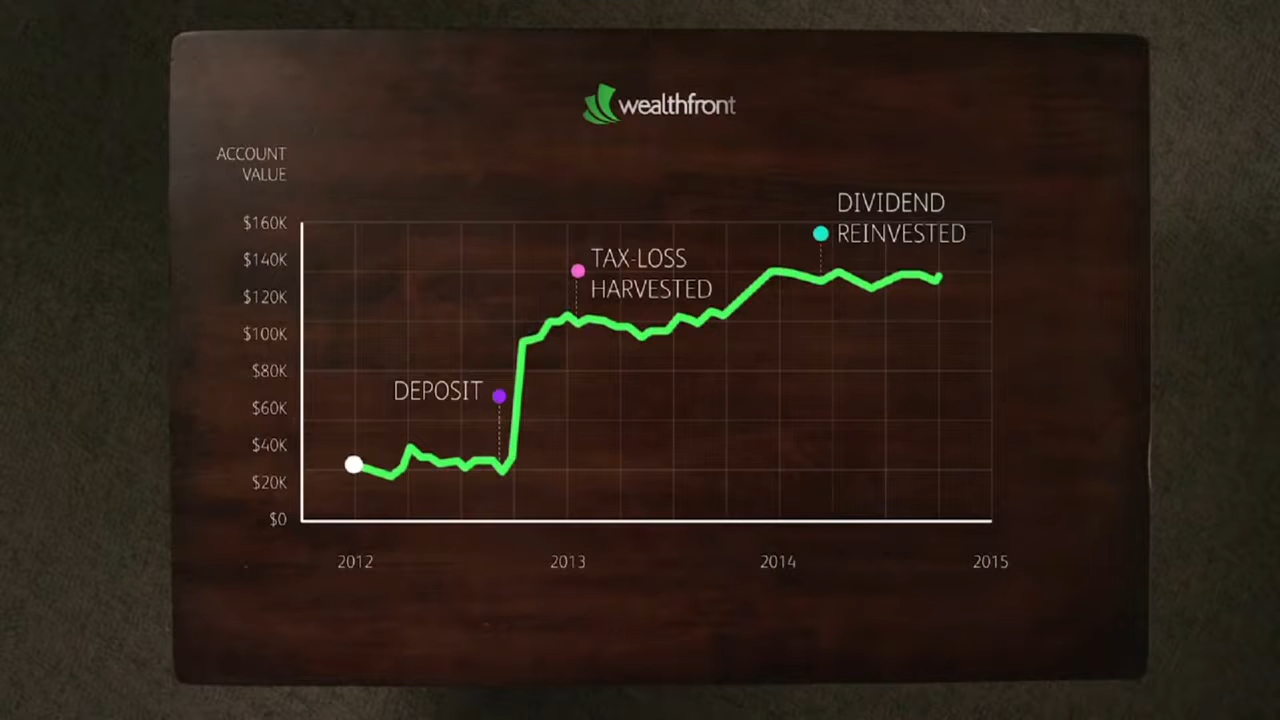 wealthfront
ACCOUNT
VALUE
$160K
$140K
$120K
$100K
$80K
$60K
$40K
$20K
$0
DIVIDEND
REINVESTED
TAX-LOSS
HARVESTED
DEPOSIT
2012
2013
2014
2015